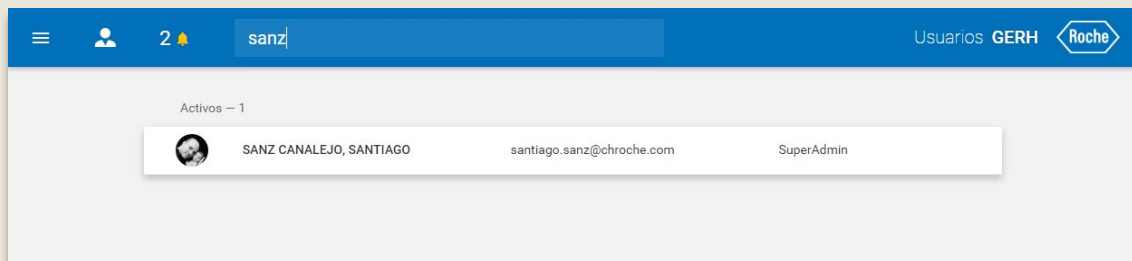 2
sanz
Usuarios GERH
Roche
Activos — 1
SANZ CANALEJO, SANTIAGO santiago.sanz@chroche.com SuperAdmin